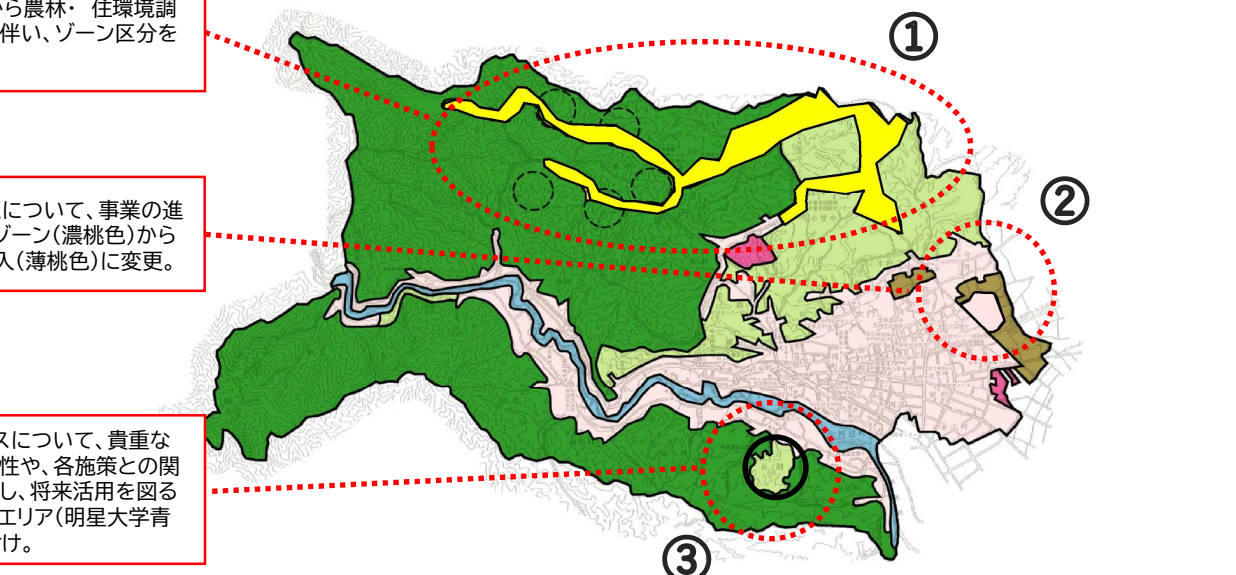 から農林・ 住環境調
伴い、ゾーン区分を
①
②
について、事業の進
ゾーン(濃桃色)から
入(薄桃色)に変更。
スについて、貴重な
性や、各施策との関
し、将来活用を図る
エリア(明星大学青
け。
③